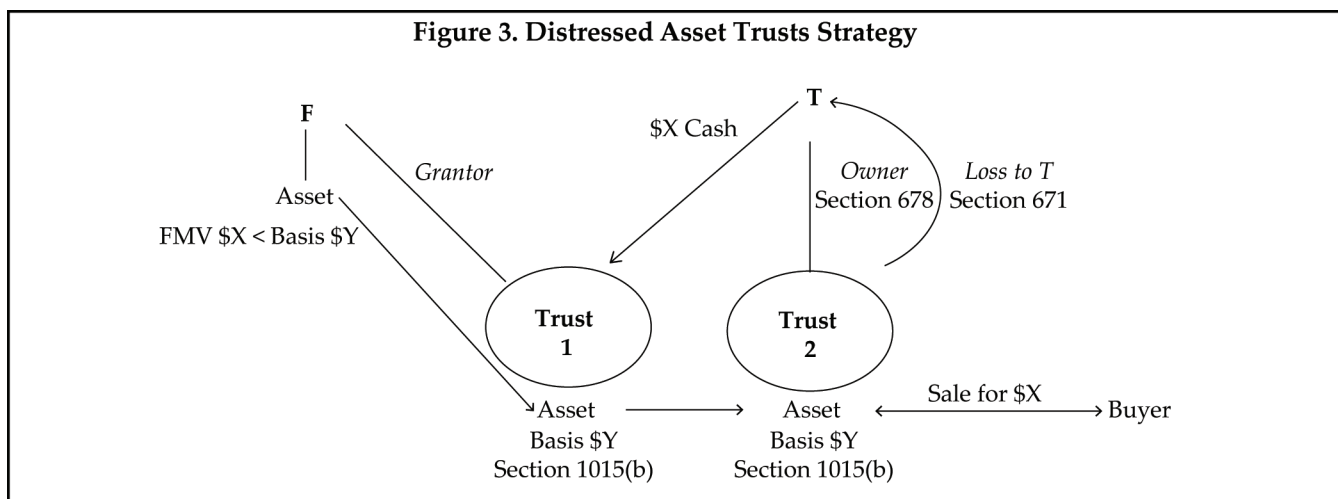 Figure 3. Distressed Asset Trusts Strategy
F
T
$X Cash
Grantor
Asset
FMV $X < Basis $Y
Owner
Section 678
Loss to T
Section 671
Trust
1
Trust
2
Asset
Basis $Y
Section 1015(b)
Asset
Basis $Y
Section 1015(b)
Sale for $X
Buyer